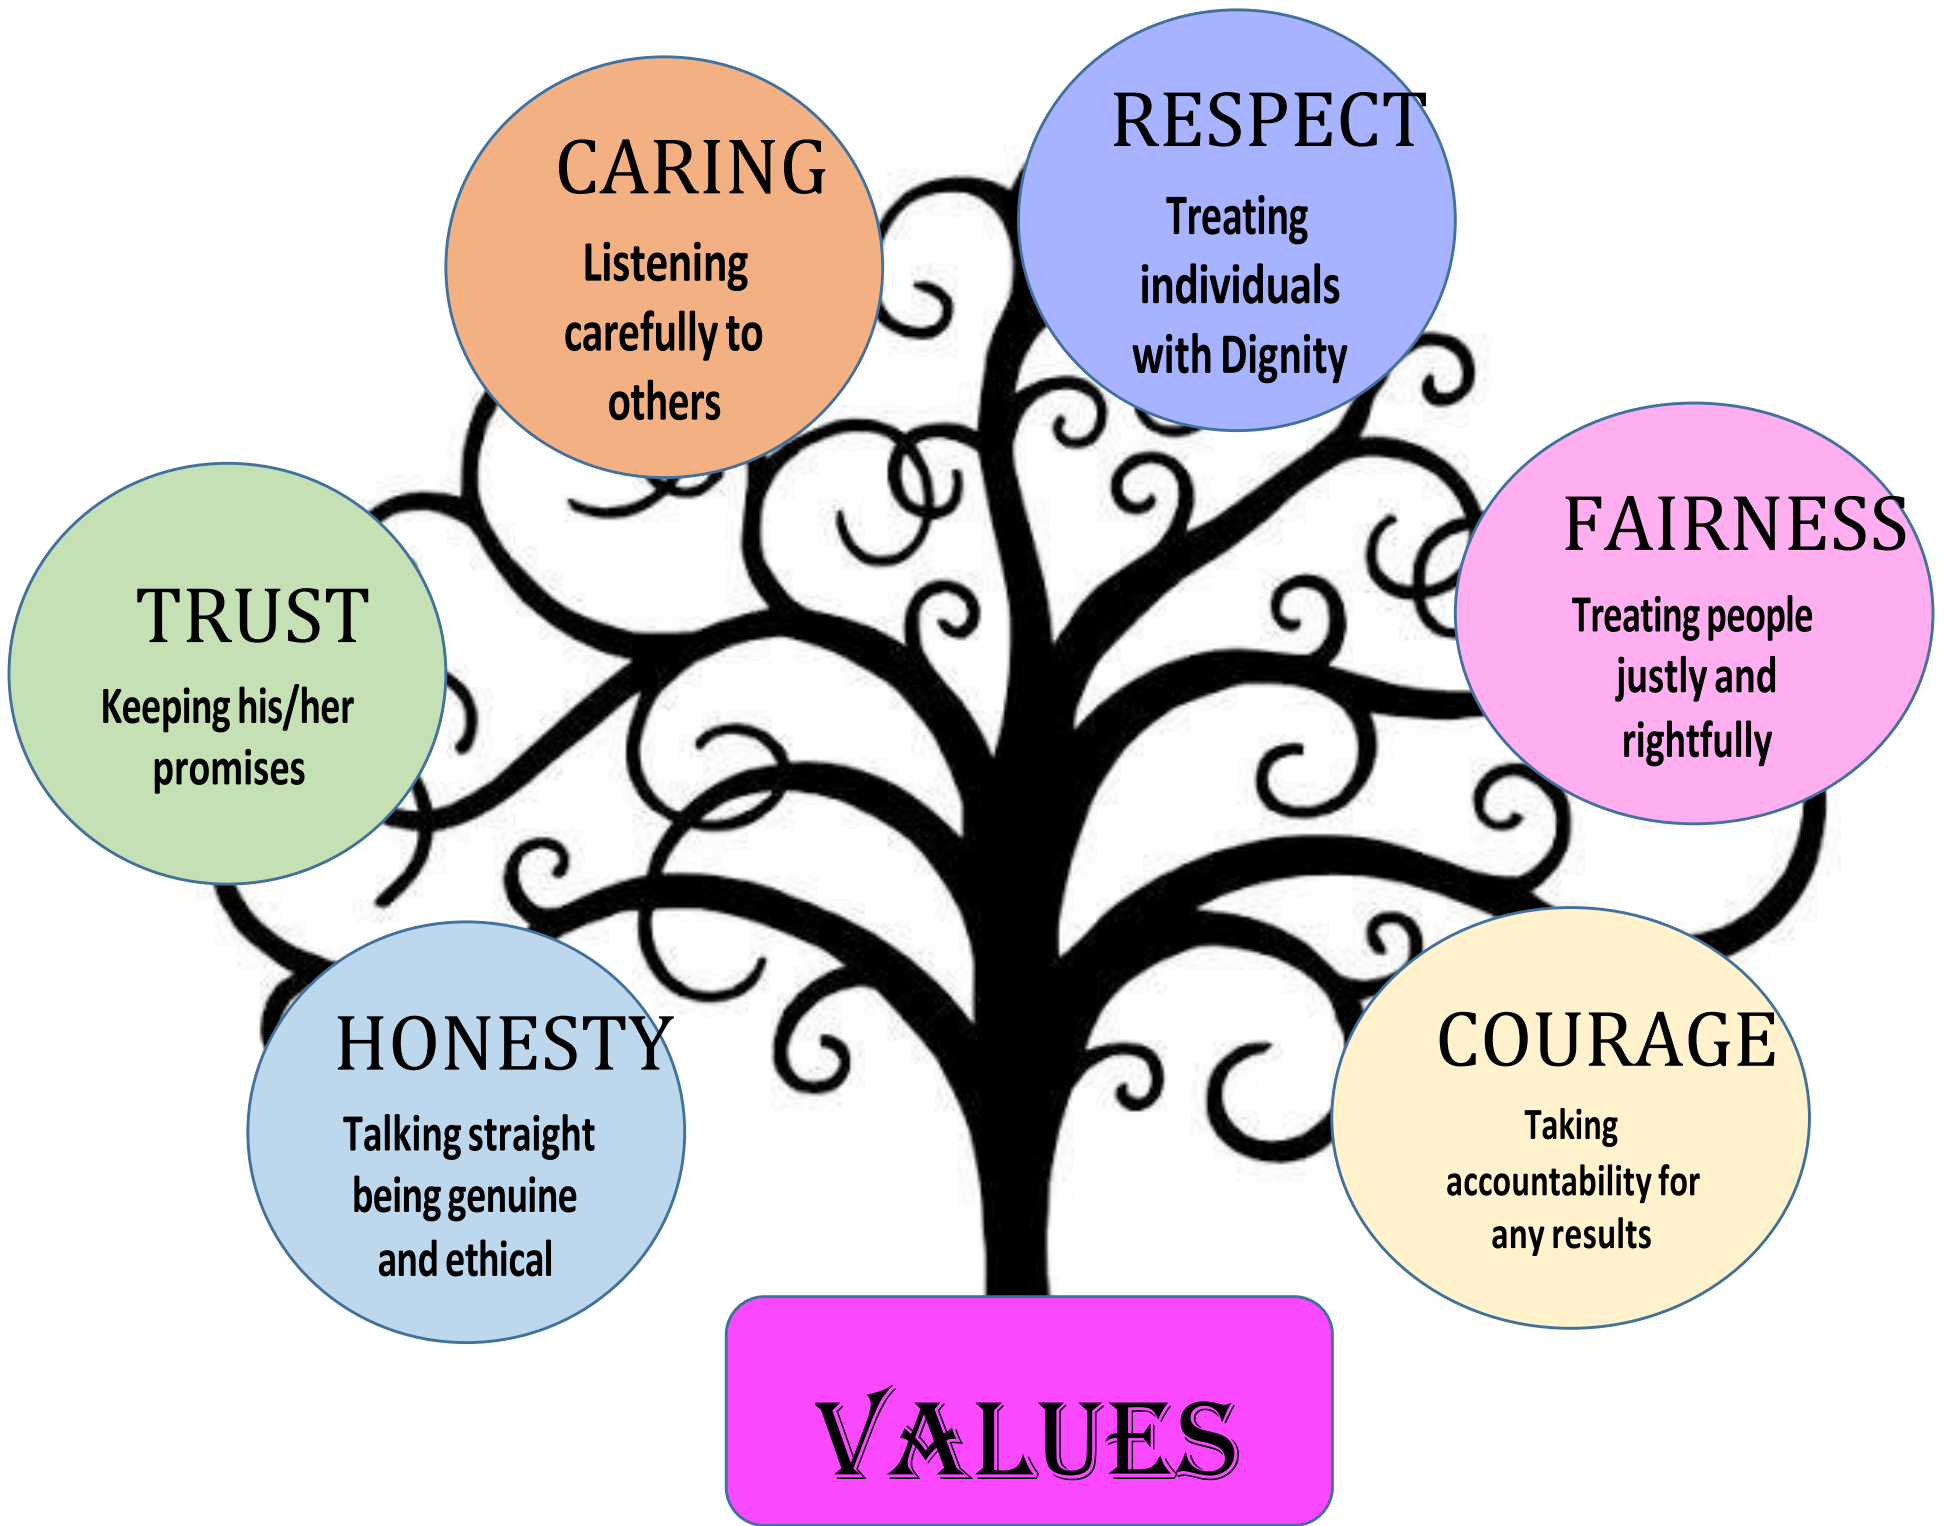 RESPECT
Treating
individuals
with Dignity
CARING
Listening
carefully to
others
FAIRNESS
Treating people
justly and
rightfully
TRUST
Keeping his/her
promises
HONESTY
Talking straight
being genuine
and ethical
COURAGE
Taking
accountability for
any results
VALUES